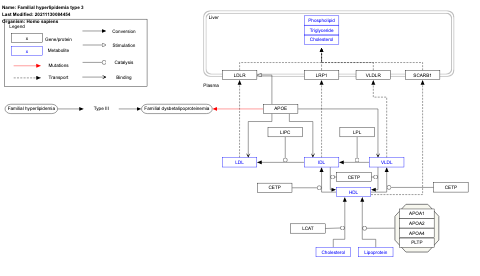 Name: Familial hyperlipidemia type 3
Last Modified: 20211130084454
Organism: Homo sapiens
Legend
x
Gene/protein
x
Metabolite
Mutations
Transport
Conversion
Stimulation
Catalysis
Binding
Liver
Phospholipid
Triglyceride
Cholesterol
LDLR
LRP1
VLDLR
SCARB1
Plasma
Familial hyperlipidemia
Type III
Familial dysbetalipoproteinemia
APOE
LIPC
LPL
LDL
IDL
VLDL
CETP
CETP
HDL
CETP
LCAT
APOA1
APOA2
APOA4
PLTP
Cholesterol
Lipoprotein